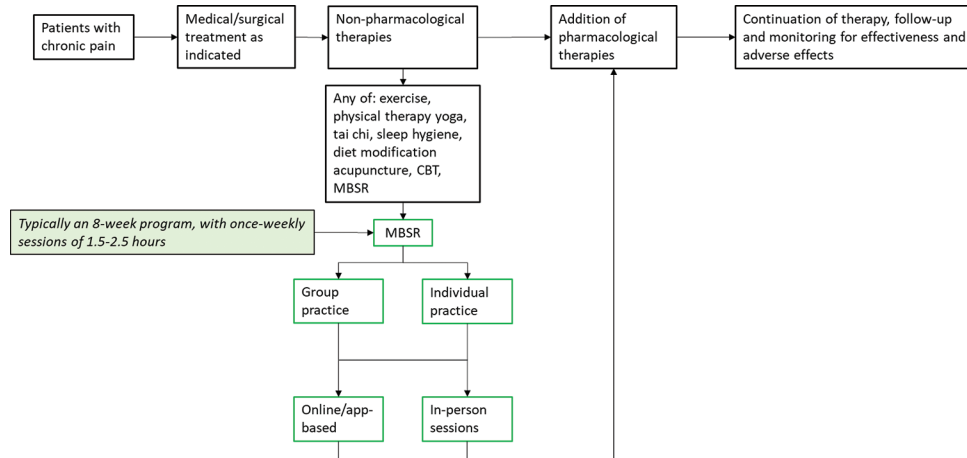 Patients with
chronic pain
Medical/surgical
treatment as
indicated
Non-pharmacological
therapies
Addition of
pharmacological
therapies
Continuation of therapy, follow-up
and monitoring for effectiveness and
adverse effects
Any of: exercise,
physical therapy yoga,
tai chi, sleep hygiene,
diet modification
acupuncture, CBT,
MBSR
Typically an 8-week program, with once-weekly
sessions of 1.5-2.5 hours
MBSR
Group
practice
Individual
practice
Online/app-
based
In-person
sessions